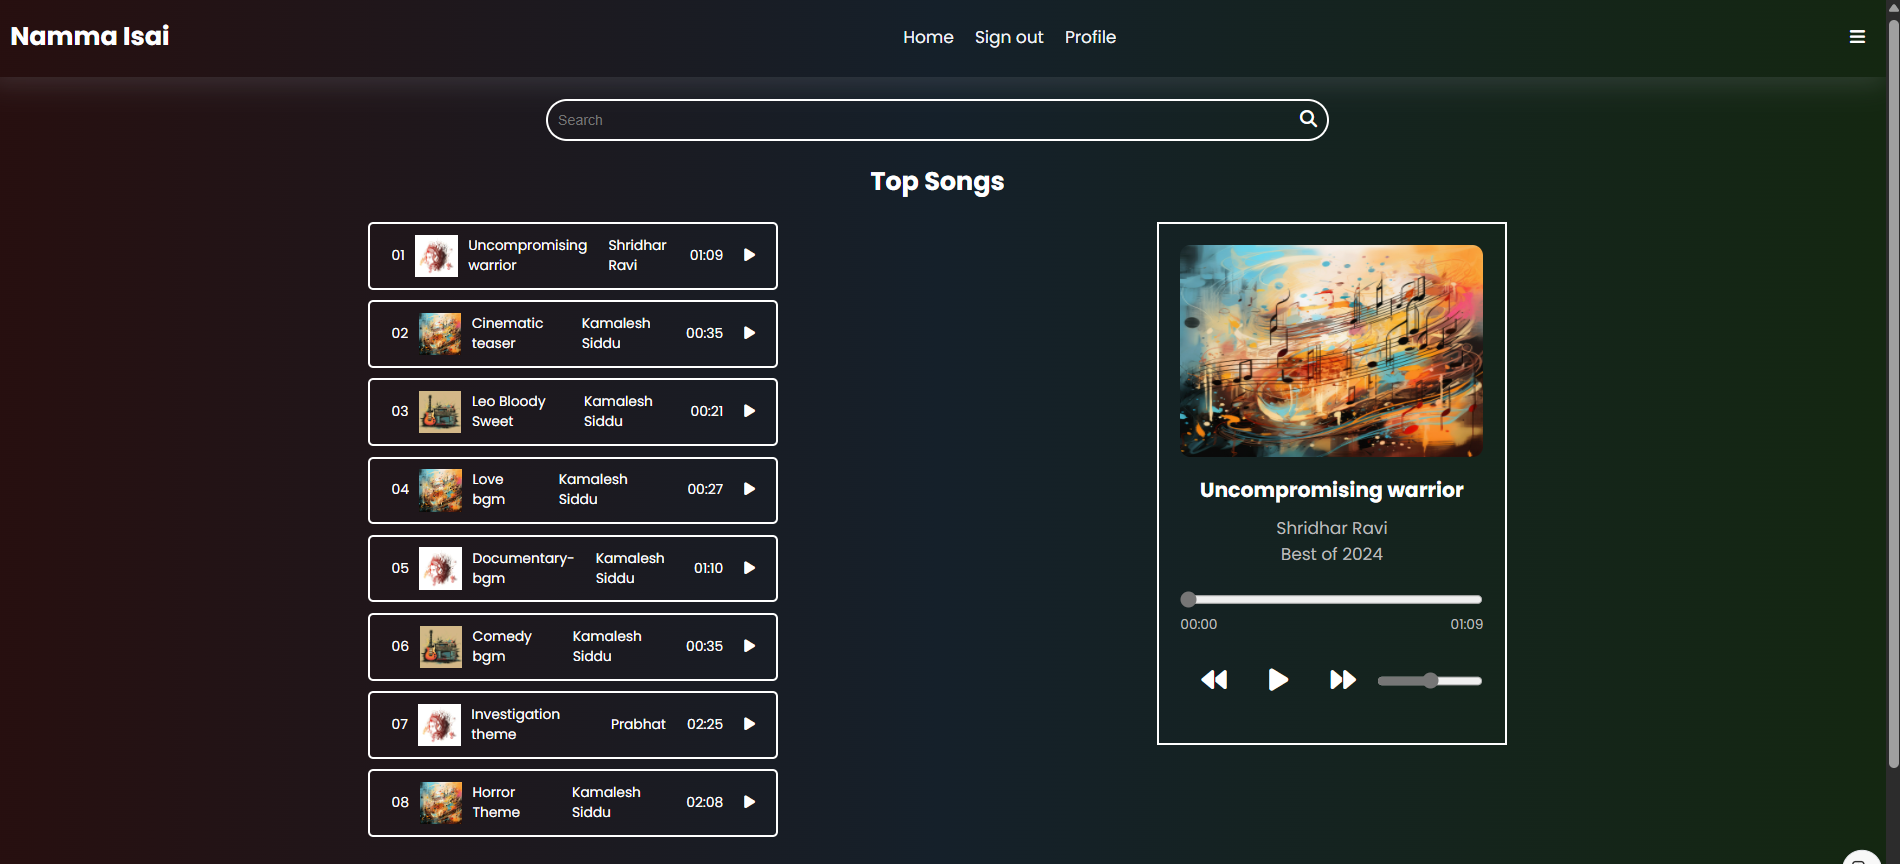 Namma Isai
Home Sign out Profile
Search
Top Songs
01 Uncompromising warrior Shridhar Ravi 01:09
02 Cinematic teaser Kamalesh Siddu 00:35
03 Leo Bloody Sweet Kamalesh Siddu 00:21
04 Love bgm Kamalesh Siddu 00:27
05 Documentary-bgm Kamalesh Siddu 01:10
06 Comedy bgm Kamalesh Siddu 00:35
07 Investigation theme Prabhat 02:25
08 Horror Theme Kamalesh Siddu 02:08
Uncompromising warrior
Shridhar Ravi
Best of 2024
00:00 01:09